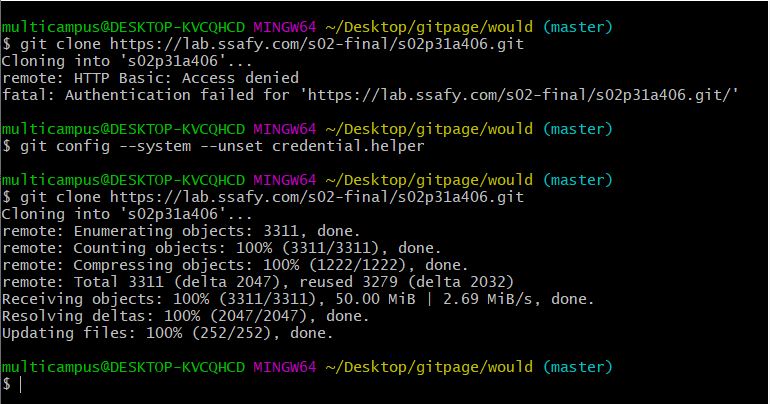 multicampus@DESKTOP-KVCQHCD MINGW64 ~/Desktop/gitpage/would (master)
$ git clone https://lab.ssafy.com/s02-final/s02p31a406.git
Cloning into 's02p31a406'...
remote: HTTP Basic: Access denied
fatal: Authentication failed for 'https://lab.ssafy.com/s02-final/s02p31a406.git/'
multicampus@DESKTOP-KVCQHCD MINGW64 ~/Desktop/gitpage/would (master)
$ git config --system --unset credential.helper
multicampus@DESKTOP-KVCQHCD MINGW64 ~/Desktop/gitpage/would (master)
$ git clone https://lab.ssafy.com/s02-final/s02p31a406.git
Cloning into 's02p31a406'...
remote: Enumerating objects: 3311, done.
remote: Counting objects: 100% (3311/3311), done.
remote: Compressing objects: 100% (1222/1222), done.
remote: Total 3311 (delta 2047), reused 3279 (delta 2032)
Receiving objects: 100% (3311/3311), 50.00 MiB | 2.69 MiB/s, done.
Resolving deltas: 100% (2047/2047), done.
Updating files: 100% (252/252), done.
multicampus@DESKTOP-KVCQHCD MINGW64 ~/Desktop/gitpage/would (master)
$